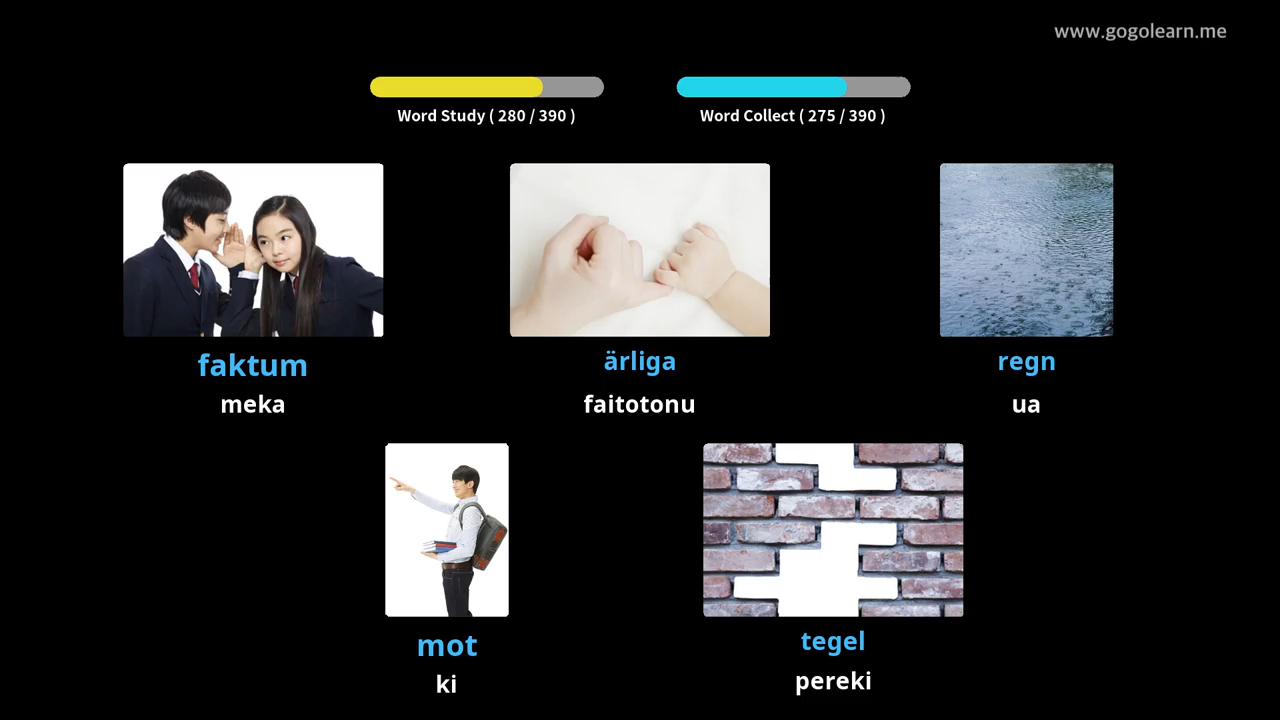 www.gogolearn.me
Word Study ( 280 / 390 )
Word Collect ( 275 / 390 )
faktum
meka
ärliga
faitotonu
regn
ua
mot
ki
tegel
pereki